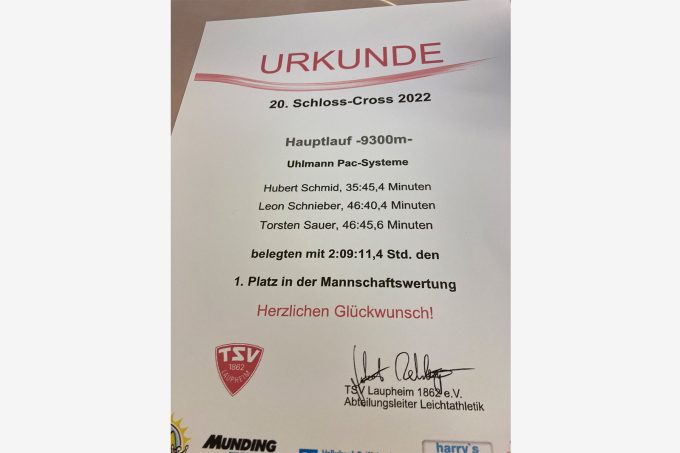 URKUNDE
20. Schloss-Cross 2022
Hauptlauf -9300m-
Uhlmann Pac-Systeme
Hubert Schmid, 35:45,4 Minuten
Leon Schnieber, 46:40,4 Minuten
Torsten Sauer, 46:45,6 Minuten
belegten mit 2:09:11,4 Std. den
1. Platz in der Mannschaftswertung
Herzlichen Glückwunsch!
TSV
1862
LAUPHEIM
TSV Laupheim 1862 e.V.
Abteilungsleiter Leichtathletik
MUNDING
harry's